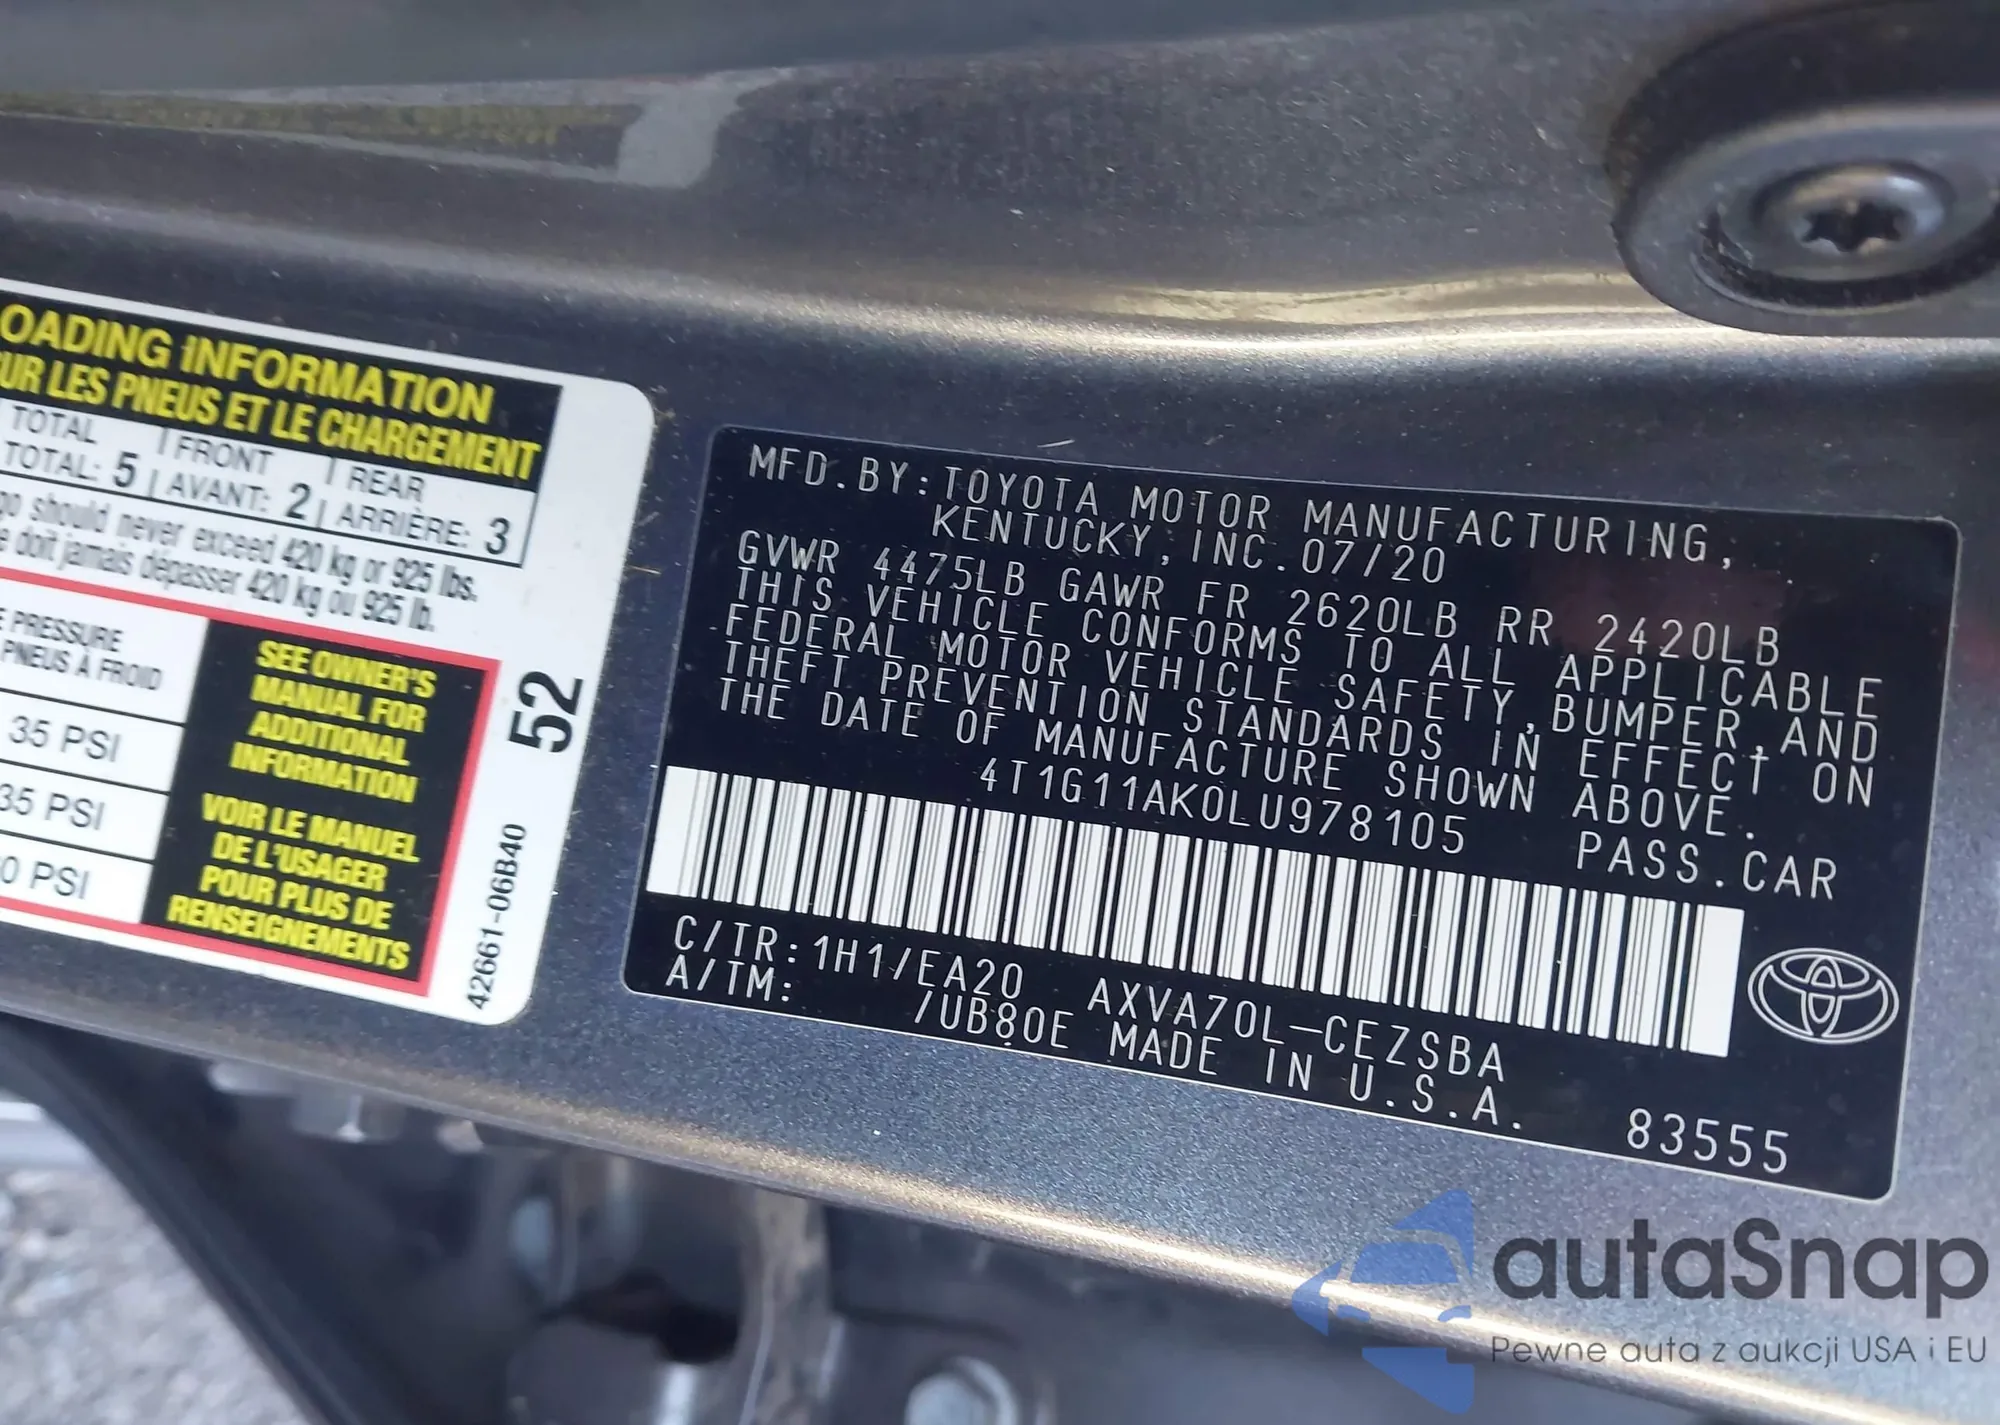 OADING INFORMATION
SUR LES PNEUS ET LE CHARGEMENT
TOTAL | FRONT | REAR
TOTAL: 5 | AVANT: 2 | ARRIÈRE: 3
go should never exceed 420 kg or 925 lbs.
e doit jamais dépasser 420 kg ou 925 lb.
E PRESSURE
PNEUS À FROID
35 PSI
35 PSI
0 PSI
SEE OWNER'S
MANUAL FOR
ADDITIONAL
INFORMATION
VOIR LE MANUEL
DE L'USAGER
POUR PLUS DE
RENSEIGNEMENTS
52
42661-06B40
MFD.BY:TOYOTA MOTOR MANUFACTURING,
KENTUCKY,INC.07/20
GVWR 4475LB GAWR FR 2620LB RR 2420LB
THIS VEHICLE CONFORMS TO ALL APPLICABLE
FEDERAL MOTOR VEHICLE SAFETY,BUMPER,AND
THEFT PREVENTION STANDARDS IN EFFECT ON
THE DATE OF MANUFACTURE SHOWN ABOVE.
4T1G11AK0LU978105 PASS.CAR
C/TR:1H1/EA20 AXVA70L-CEZSBA
A/TM: /UB80E MADE IN U.S.A.
83555
autaSnap
Pewne auta z aukcji USA i EU